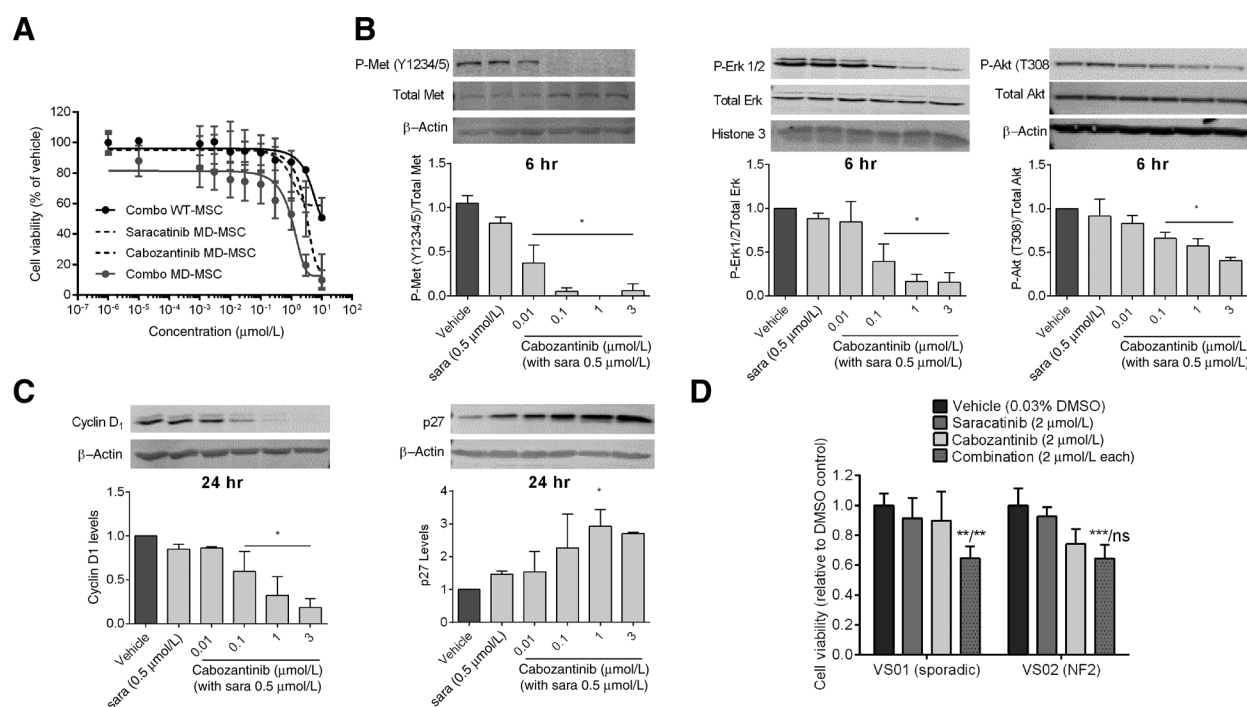 A
Cell viability (% of vehicle)
120
100
80
60
40
20
0
Combo WT-MSC
Saracatinib MD-MSC
Cabozantinib MD-MSC
Combo MD-MSC
10-7 10-6 10-5 10-4 10-3 10-2 10-1 100 101 102
Concentration (μmol/L)
B
P-Met (Y1234/5)
Total Met
β–Actin
6 hr
P-Met (Y1234/5)/Total Met
1.5
1.0
0.5
0.0
*
Vehicle
sara (0.5 μmol/L)
0.01
0.1
1
3
Cabozantinib (μmol/L)
(with sara 0.5 μmol/L)
P-Erk 1/2
Total Erk
Histone 3
6 hr
P-Erk1/2/Total Erk
1.5
1.0
0.5
0.0
*
Vehicle
sara (0.5 μmol/L)
0.01
0.1
1
3
Cabozantinib (μmol/L)
(with sara 0.5 μmol/L)
P-Akt (T308
Total Akt
β–Actin
6 hr
P-Akt (T308)/Total Akt
1.5
1.0
0.5
0.0
*
Vehicle
sara (0.5 μmol/L)
0.01
0.1
1
3
Cabozantinib (μmol/L)
(with sara 0.5 μmol/L)
C
Cyclin D1
β–Actin
24 hr
Cyclin D1 levels
1.5
1.0
0.5
0.0
*
Vehicle
sara (0.5 μmol/L)
0.01
0.1
1
3
Cabozantinib (μmol/L)
(with sara 0.5 μmol/L)
p27
β–Actin
24 hr
p27 Levels
4
3
2
1
0
*
Vehicle
sara (0.5 μmol/L)
0.01
0.1
1
3
Cabozantinib (μmol/L)
(with sara 0.5 μmol/L)
D
Vehicle (0.03% DMSO)
Saracatinib (2 μmol/L)
Cabozantinib (2 μmol/L)
Combination (2 μmol/L each)
Cell viability (relative to DMSO control)
1.2
1.0
0.8
0.6
0.4
0.2
0.0
**/**
***/ns
VS01 (sporadic)
VS02 (NF2)